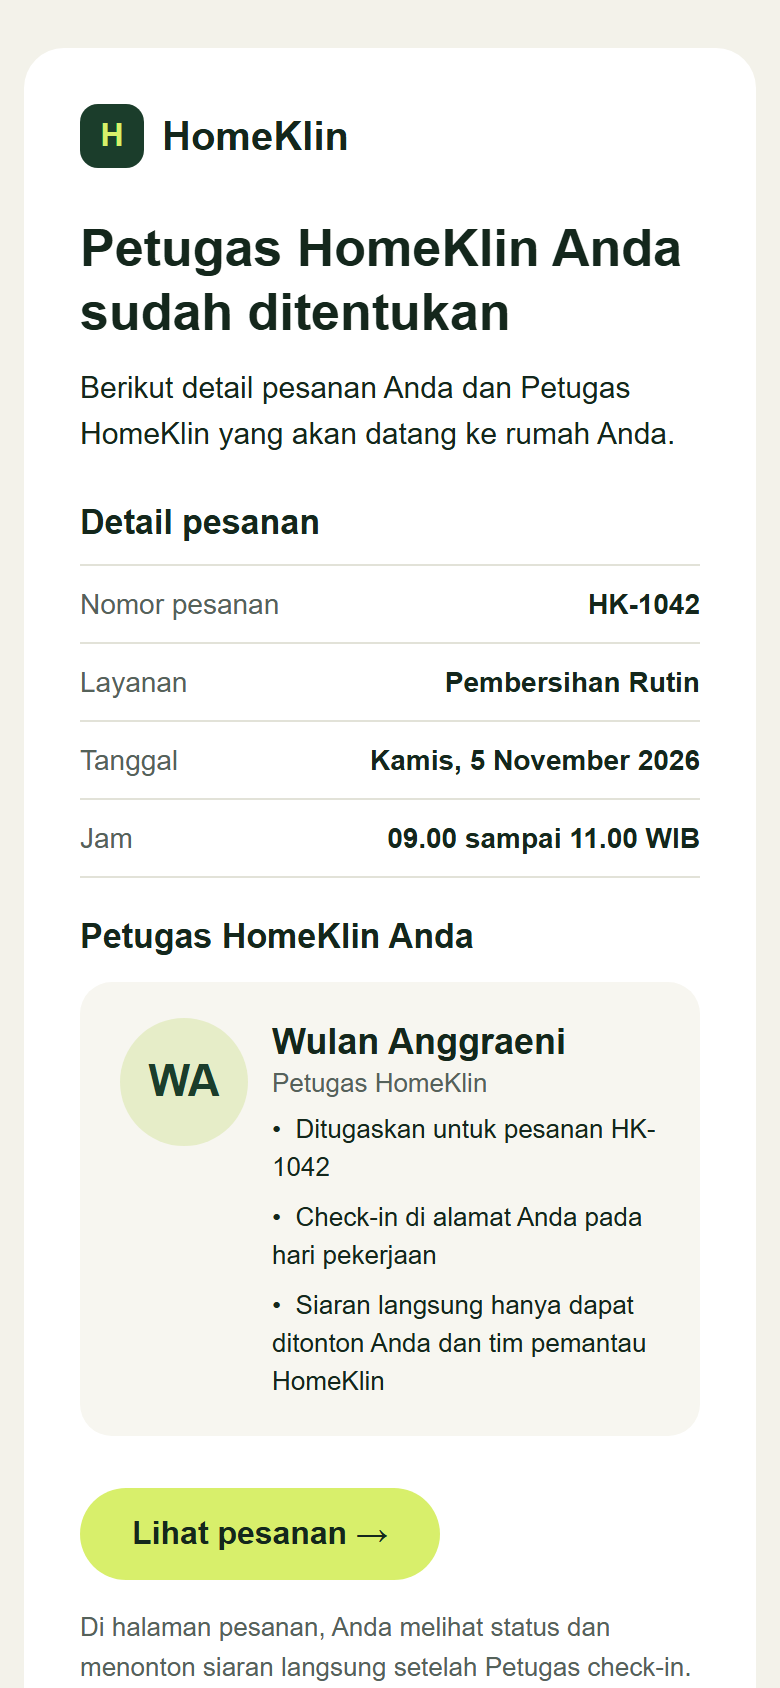 H HomeKlin
Petugas HomeKlin Anda
sudah ditentukan
Berikut detail pesanan Anda dan Petugas
HomeKlin yang akan datang ke rumah Anda.
Detail pesanan
Nomor pesanan HK-1042
Layanan Pembersihan Rutin
Tanggal Kamis, 5 November 2026
Jam 09.00 sampai 11.00 WIB
Petugas HomeKlin Anda
WA
Wulan Anggraeni
Petugas HomeKlin
• Ditugaskan untuk pesanan HK-
1042
• Check-in di alamat Anda pada
hari pekerjaan
• Siaran langsung hanya dapat
ditonton Anda dan tim pemantau
HomeKlin
Lihat pesanan →
Di halaman pesanan, Anda melihat status dan
menonton siaran langsung setelah Petugas check-in.